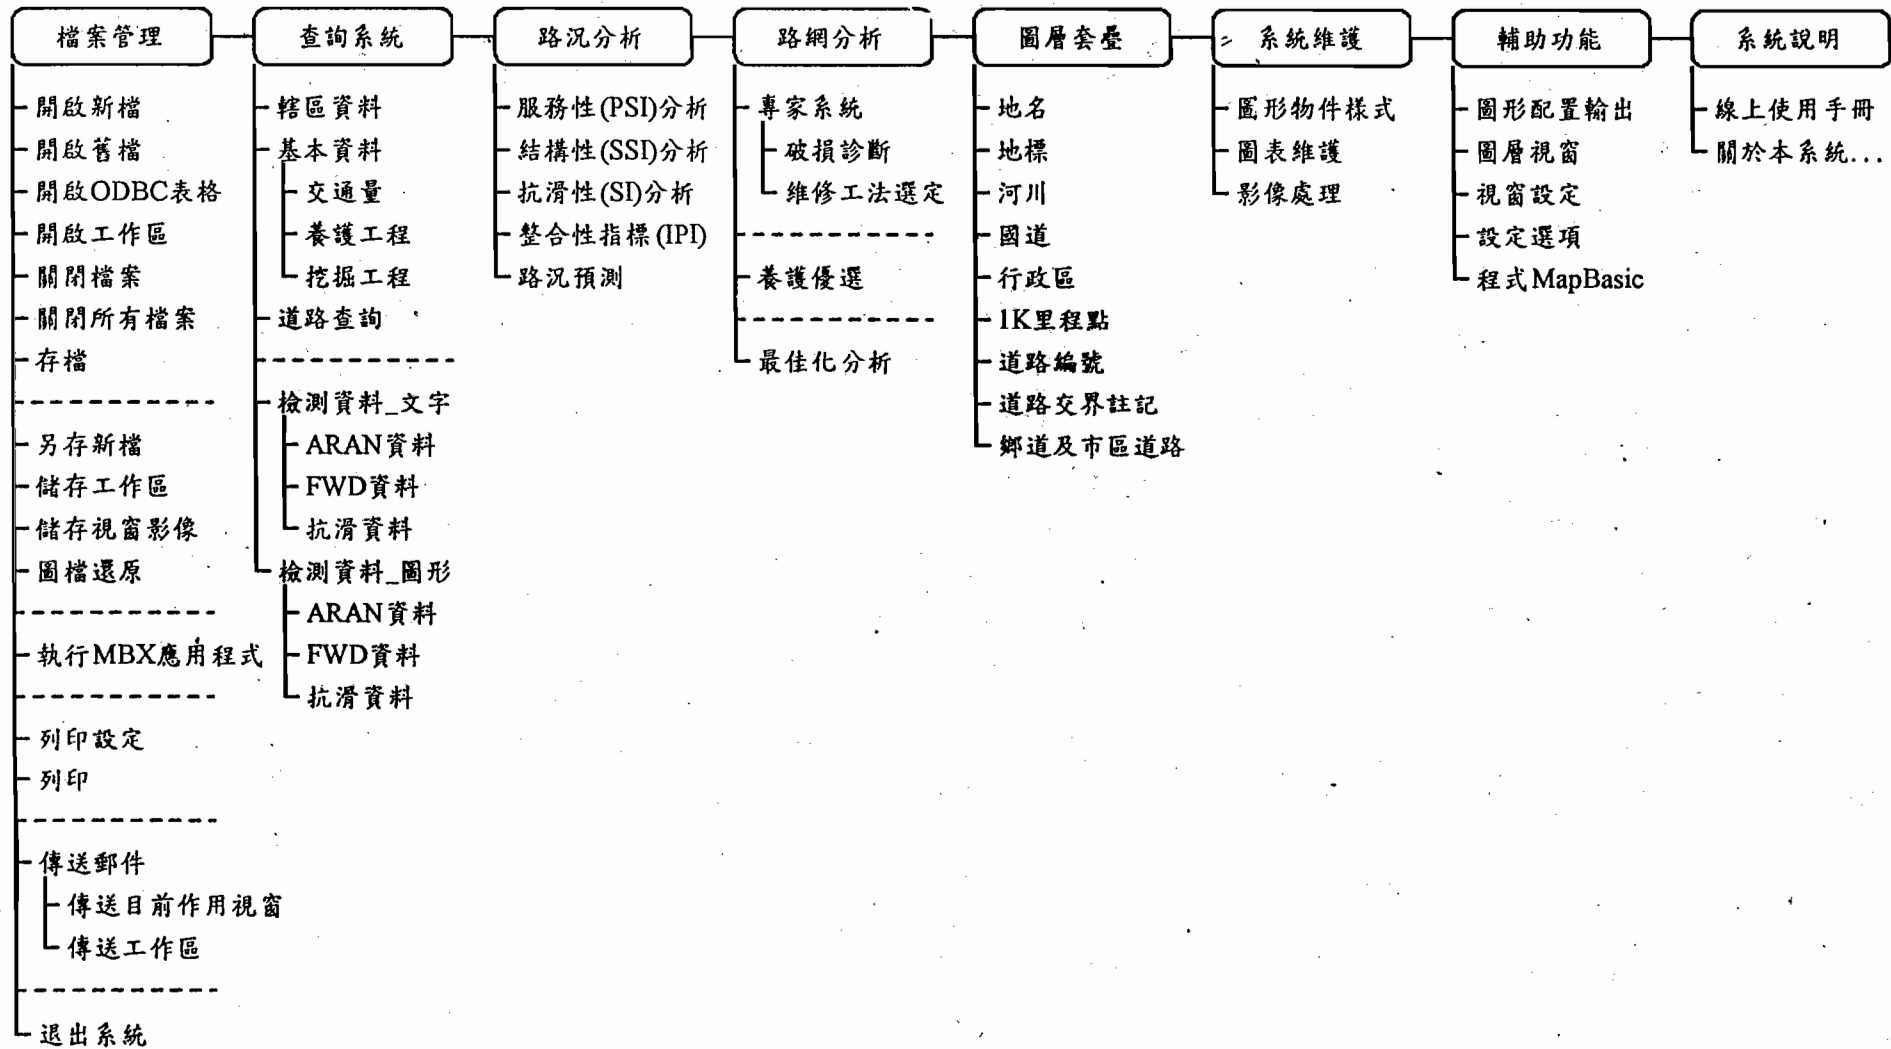 檔案管理
開啟新檔
開啟舊檔
開啟ODBC表格
開啟工作區
關閉檔案
關閉所有檔案
存檔
另存新檔
儲存工作區
儲存視窗影像
圖檔還原
執行MBX應用程式
列印設定
列印
傳送郵件
傳送目前作用視窗
傳送工作區
退出系統
查詢系統
轄區資料
基本資料
交通量
養護工程
挖掘工程
道路查詢
檢測資料_文字
ARAN資料
FWD資料
抗滑資料
檢測資料_圖形
ARAN資料
FWD資料
抗滑資料
路況分析
服務性(PSI)分析
結構性(SSI)分析
抗滑性(SI)分析
整合性指標(IPI)
路況預測
路網分析
專家系統
破損診斷
維修工法選定
養護優選
最佳化分析
圖層套疊
地名
地標
河川
國道
行政區
1K里程點
道路編號
道路交界註記
鄉道及市區道路
系統維護
圖形物件樣式
圖表維護
影像處理
輔助功能
圖形配置輸出
圖層視窗
視窗設定
設定選項
程式MapBasic
系統說明
線上使用手冊
關於本系統...